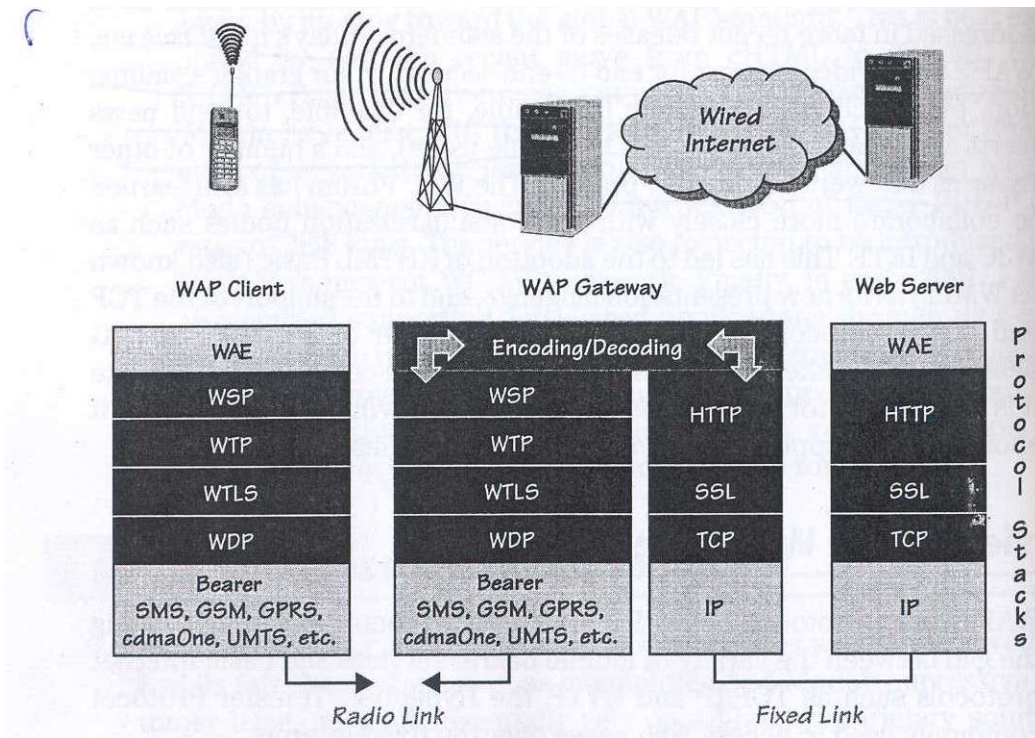 Wired
Internet
WAP Client
WAP Gateway
Web Server
WAE
WSP
WTP
WTLS
WDP
Bearer
SMS, GSM, GPRS,
cdmaOne, UMTS, etc.
Encoding/Decoding
WSP
WTP
WTLS
WDP
Bearer
SMS, GSM, GPRS,
cdmaOne, UMTS, etc.
HTTP
SSL
TCP
IP
WAE
HTTP
SSL
TCP
IP
Protocol Stacks
Radio Link
Fixed Link